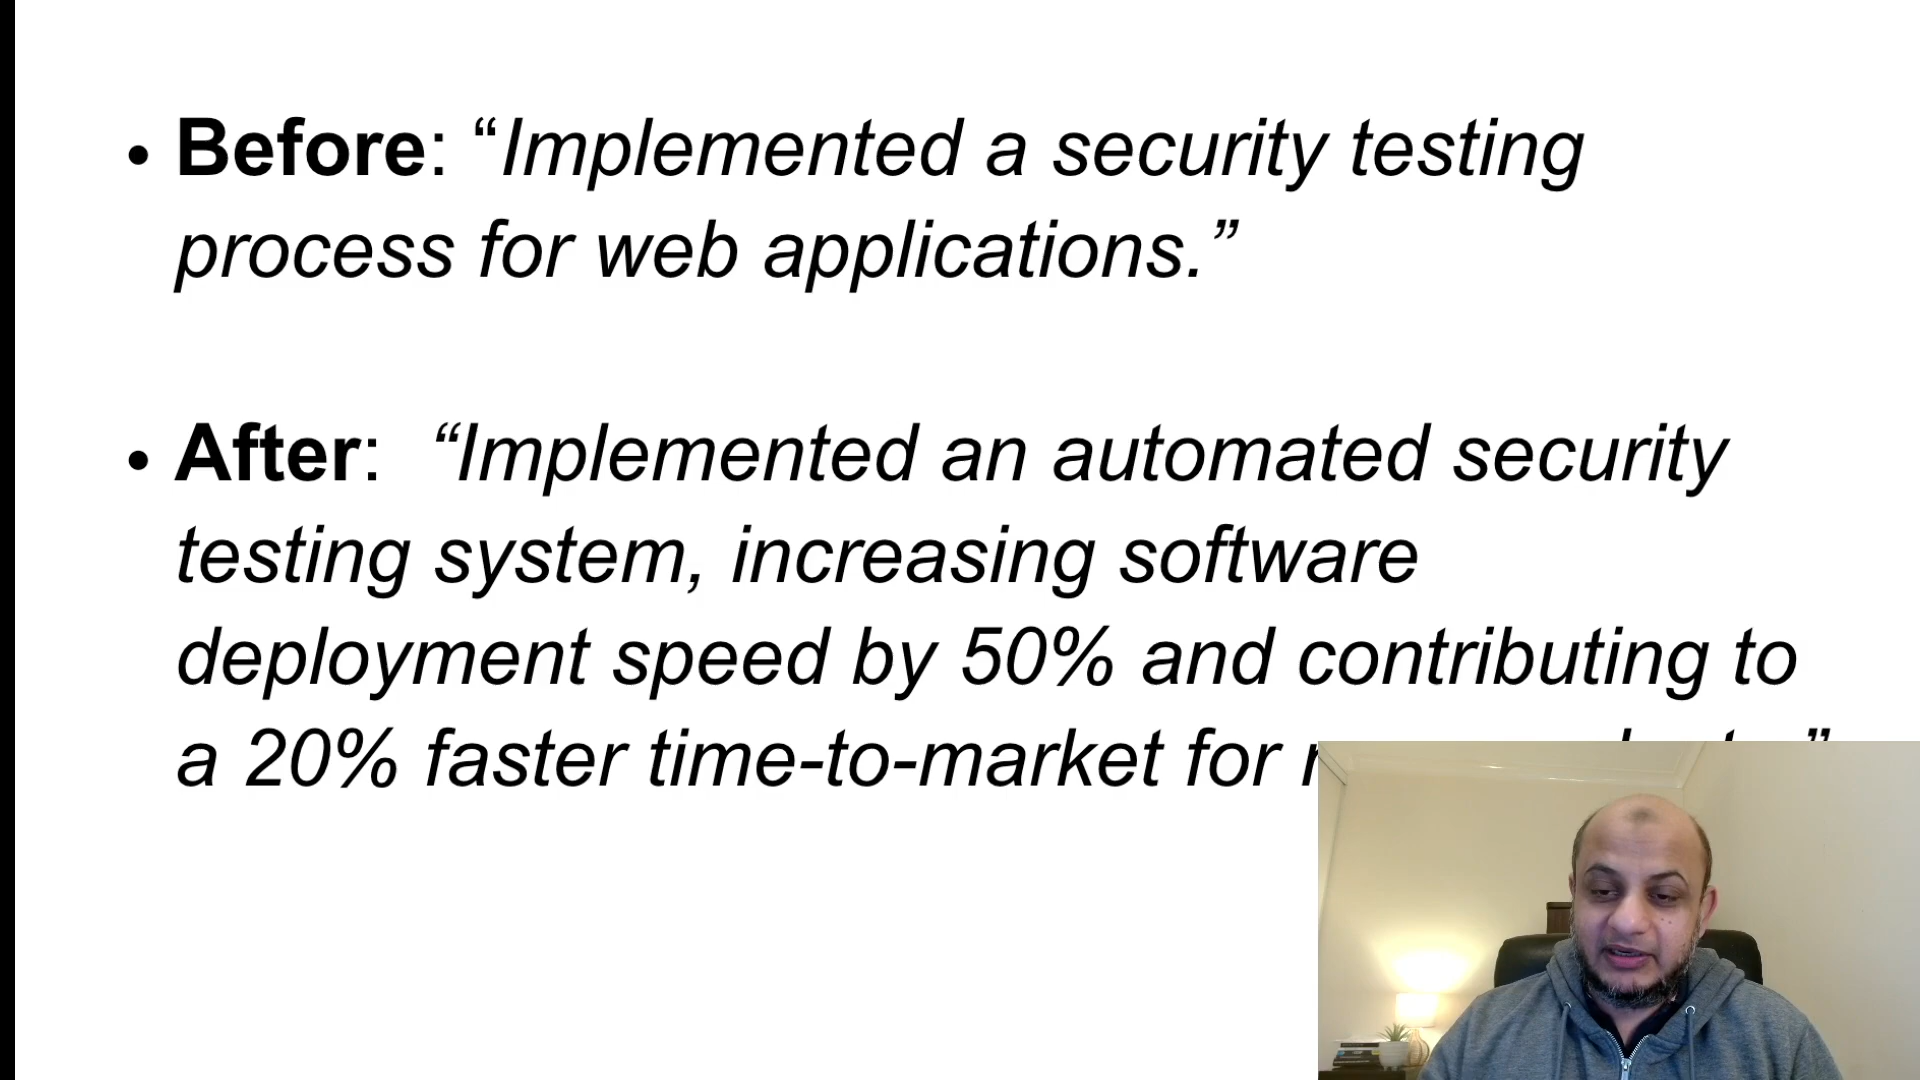 • Before: “Implemented a security testing
process for web applications.”
• After: “Implemented an automated security
testing system, increasing software
deployment speed by 50% and contributing to
a 20% faster time-to-market for